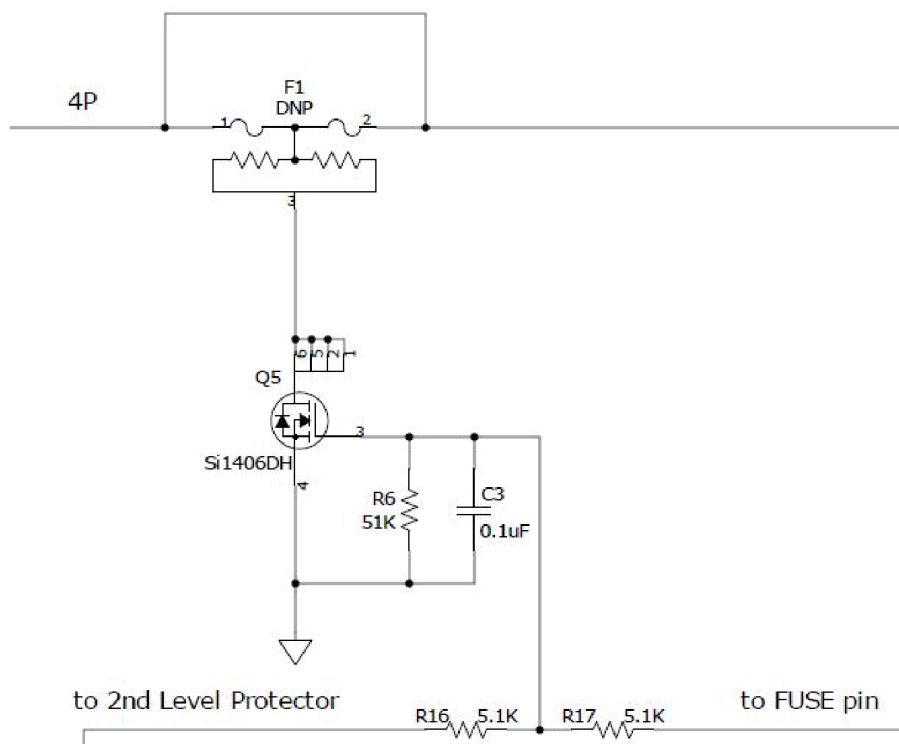 F1
DNP
4P
1
2
3
6 5 2 1
Q5
3
Si1406DH
4
R6
51K
C3
0.1uF
to 2nd Level Protector
to FUSE pin
R16 5.1K
R17 5.1K